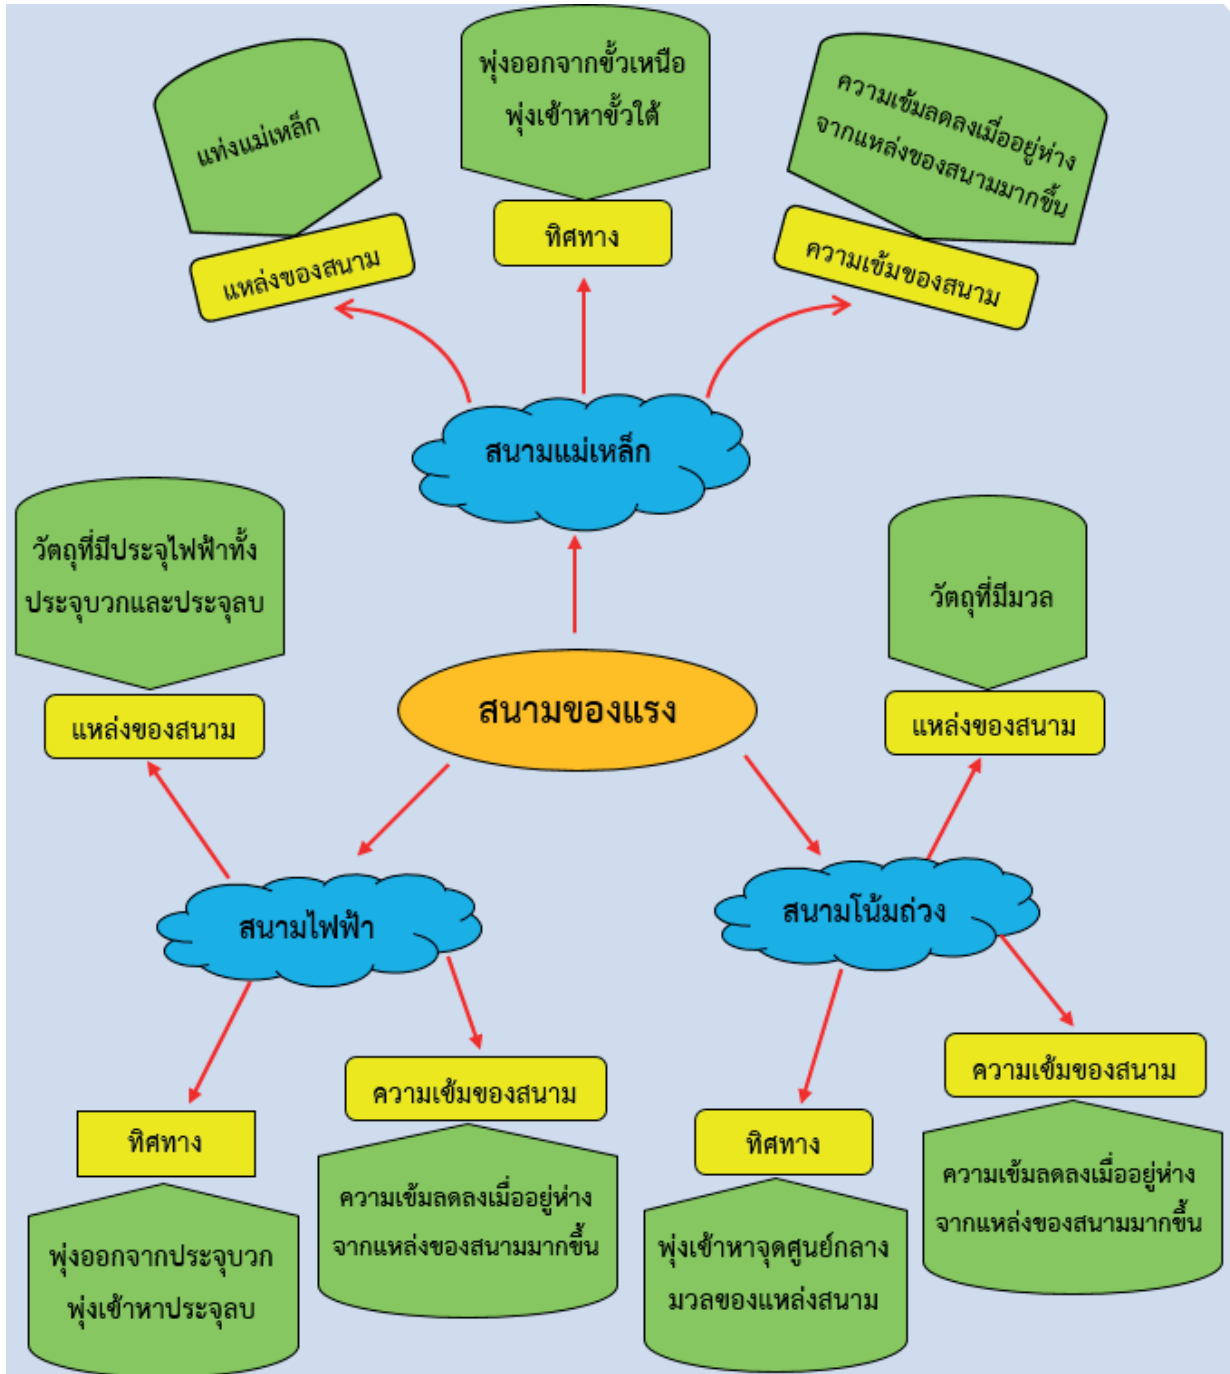 พุ่งออกจากขั้วเหนือ
พุ่งเข้าหาขั้วใต้
แท่งแม่เหล็ก
ความเข้มลดลงเมื่ออยู่ห่าง
จากแหล่งของสนามมากขึ้น
แหล่งของสนาม
ทิศทาง
ความเข้มของสนาม
สนามแม่เหล็ก
วัตถุที่มีประจุไฟฟ้าทั้ง
ประจุบวกและประจุลบ
วัตถุที่มีมวล
แหล่งของสนาม
สนามของแรง
แหล่งของสนาม
สนามไฟฟ้า
สนามโน้มถ่วง
ทิศทาง
ความเข้มของสนาม
ทิศทาง
ความเข้มของสนาม
พุ่งออกจากประจุบวก
พุ่งเข้าหาประจุลบ
ความเข้มลดลงเมื่ออยู่ห่าง
จากแหล่งของสนามมากขึ้น
พุ่งเข้าหาจุดศูนย์กลาง
มวลของแหล่งสนาม
ความเข้มลดลงเมื่ออยู่ห่าง
จากแหล่งของสนามมากขึ้น